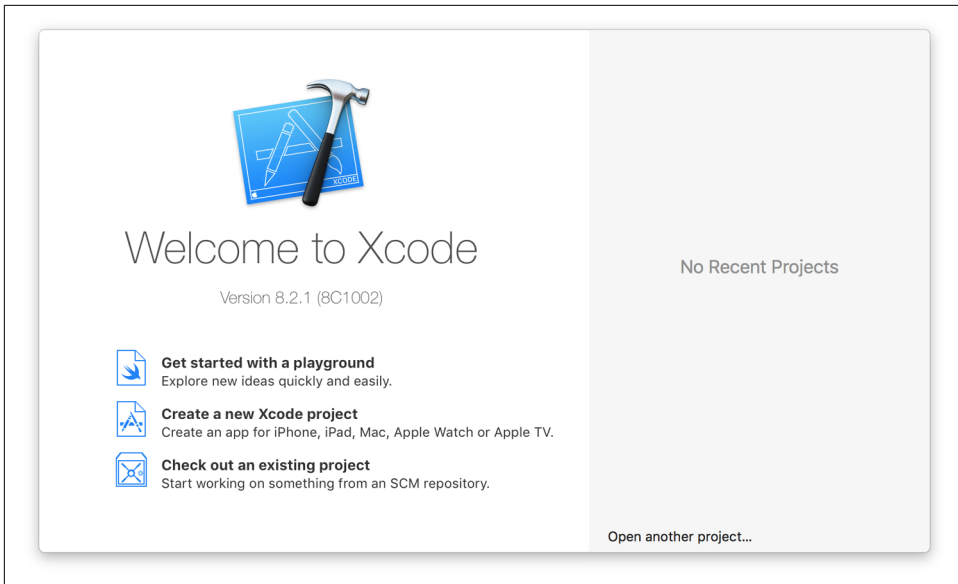 XCODE
Welcome to Xcode
Version 8.2.1 (8C1002)
Get started with a playground
Explore new ideas quickly and easily.
Create a new Xcode project
Create an app for iPhone, iPad, Mac, Apple Watch or Apple TV.
Check out an existing project
Start working on something from an SCM repository.
No Recent Projects
Open another project...